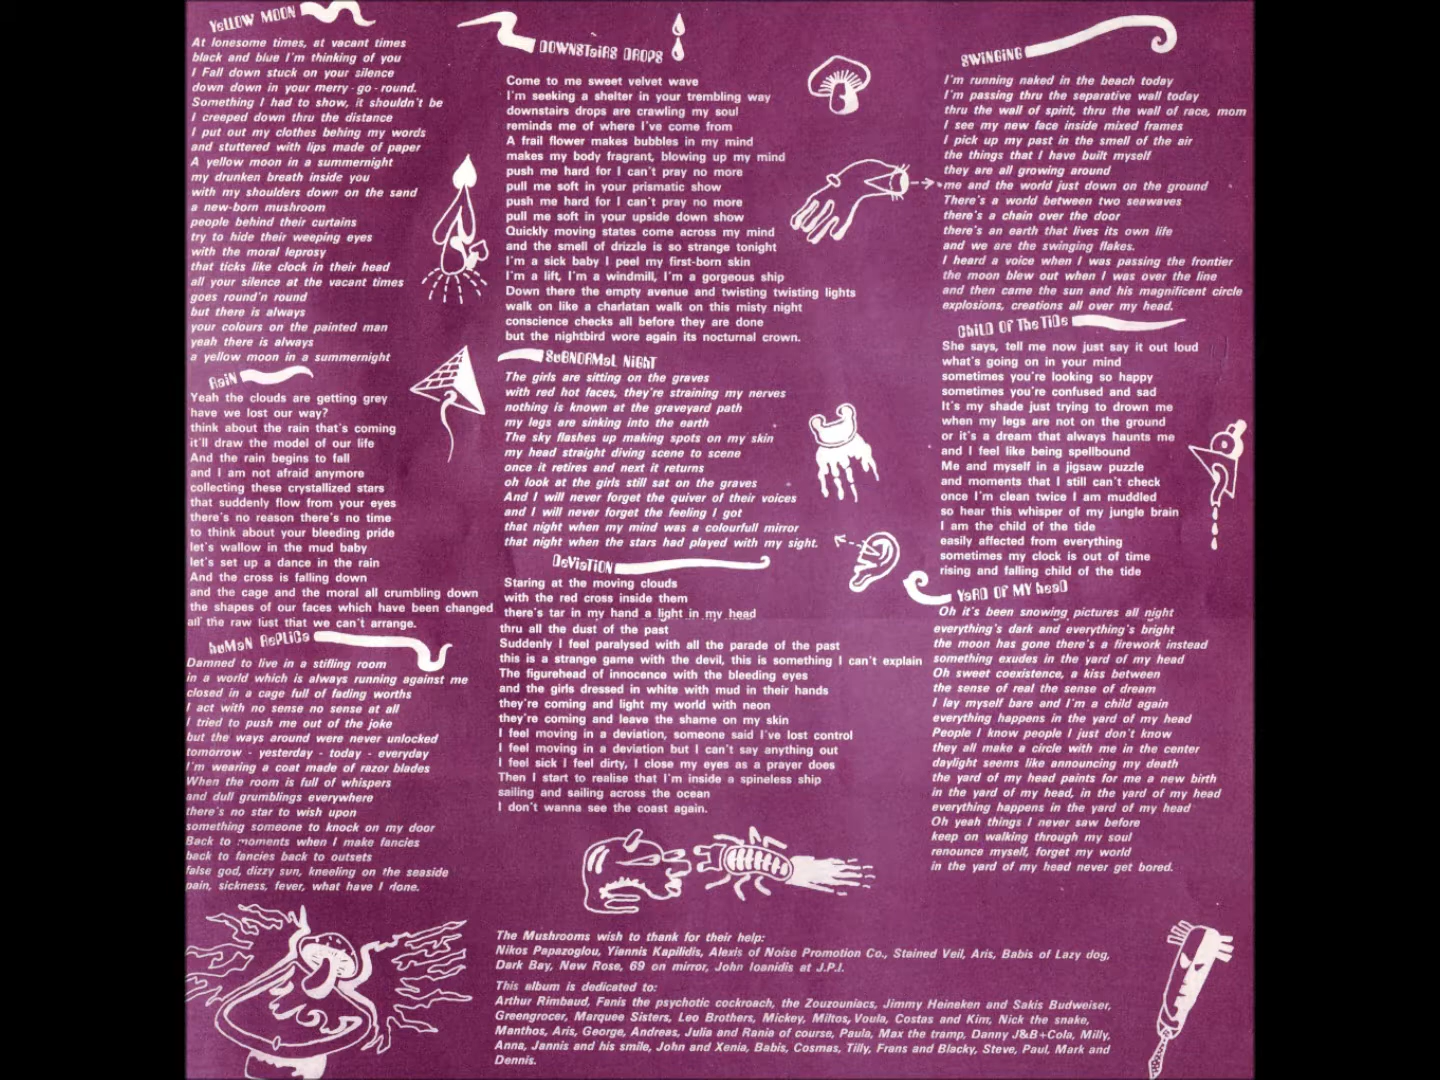 YeLLOW MOON
At lonesome times, at vacant times
black and blue I'm thinking of you
I Fall down stuck on your silence
down down in your merry - go - round.
Something I had to show, it shouldn't be
I creeped down thru the distance
I put out my clothes behing my words
and stuttered with lips made of paper
A yellow moon in a summernight
my drunken breath inside you
with my shoulders down on the sand
a new-born mushroom
people behind their curtains
try to hide their weeping eyes
with the moral leprosy
that ticks like clock in their head
all your silence at the vacant times
goes round'n round
but there is always
your colours on the painted man
yeah there is always
a yellow moon in a summernight
RaiN
Yeah the clouds are getting grey
have we lost our way?
think about the rain that's coming
it'll draw the model of our life
And the rain begins to fall
and I am not afraid anymore
collecting these crystallized stars
that suddenly flow from your eyes
there's no reason there's no time
to think about your bleeding pride
let's wallow in the mud baby
let's set up a dance in the rain
And the cross is falling down
and the cage and the moral all crumbling down
the shapes of our faces which have been changed
all the raw lust that we can't arrange.
huMaN RePLiCa
Damned to live in a stifling room
in a world which is always running against me
closed in a cage full of fading worths
I act with no sense no sense at all
I tried to push me out of the joke
but the ways around were never unlocked
tomorrow - yesterday - today - everyday
I'm wearing a coat made of razor blades
When the room is full of whispers
and dull grumblings everywhere
there's no star to wish upon
something someone to knock on my door
Back to moments when I make fancies
back to fancies back to outsets
false god, dizzy sun, kneeling on the seaside
pain, sickness, fever, what have I done.
DOWNSTaiRS DROPS
Come to me sweet velvet wave
I'm seeking a shelter in your trembling way
downstairs drops are crawling my soul
reminds me of where I've come from
A frail flower makes bubbles in my mind
makes my body fragrant, blowing up my mind
push me hard for I can't pray no more
pull me soft in your prismatic show
push me hard for I can't pray no more
pull me soft in your upside down show
Quickly moving states come across my mind
and the smell of drizzle is so strange tonight
I'm a sick baby I peel my first-born skin
I'm a lift, I'm a windmill, I'm a gorgeous ship
Down there the empty avenue and twisting twisting lights
walk on like a charlatan walk on this misty night
conscience checks all before they are done
but the nightbird wore again its nocturnal crown.
SuBNORMaL NiGhT
The girls are sitting on the graves
with red hot faces, they're straining my nerves
nothing is known at the graveyard path
my legs are sinking into the earth
The sky flashes up making spots on my skin
my head straight diving scene to scene
once it retires and next it returns
oh look at the girls still sat on the graves
And I will never forget the quiver of their voices
and I will never forget the feeling I got
that night when my mind was a colourfull mirror
that night when the stars had played with my sight.
DeViaTiON
Staring at the moving clouds
with the red cross inside them
there's tar in my hand a light in my head
thru all the dust of the past
Suddenly I feel paralysed with all the parade of the past
this is a strange game with the devil, this is something I can't explain
The figurehead of innocence with the bleeding eyes
and the girls dressed in white with mud in their hands
they're coming and light my world with neon
they're coming and leave the shame on my skin
I feel moving in a deviation, someone said I've lost control
I feel moving in a deviation but I can't say anything out
I feel sick I feel dirty, I close my eyes as a prayer does
Then I start to realise that I'm inside a spineless ship
sailing and sailing across the ocean
I don't wanna see the coast again.
SWiNGiNG
I'm running naked in the beach today
I'm passing thru the separative wall today
thru the wall of spirit, thru the wall of race, mom
I see my new face inside mixed frames
I pick up my past in the smell of the air
the things that I have built myself
they are all growing around
me and the world just down on the ground
There's a world between two seawaves
there's a chain over the door
there's an earth that lives its own life
and we are the swinging flakes.
I heard a voice when I was passing the frontier
the moon blew out when I was over the line
and then came the sun and his magnificent circle
explosions, creations all over my head.
ChiLD Of The TiDe
She says, tell me now just say it out loud
what's going on in your mind
sometimes you're looking so happy
sometimes you're confused and sad
It's my shade just trying to drown me
when my legs are not on the ground
or it's a dream that always haunts me
and I feel like being spellbound
Me and myself in a jigsaw puzzle
and moments that I still can't check
once I'm clean twice I am muddled
so hear this whisper of my jungle brain
I am the child of the tide
easily affected from everything
sometimes my clock is out of time
rising and falling child of the tide
YaRD Of MY heaD
Oh it's been snowing pictures all night
everything's dark and everything's bright
the moon has gone there's a firework instead
something exudes in the yard of my head
Oh sweet coexistence, a kiss between
the sense of real the sense of dream
I lay myself bare and I'm a child again
everything happens in the yard of my head
People I know people I just don't know
they all make a circle with me in the center
daylight seems like announcing my death
the yard of my head paints for me a new birth
in the yard of my head, in the yard of my head
everything happens in the yard of my head
Oh yeah things I never saw before
keep on walking through my soul
renounce myself, forget my world
in the yard of my head never get bored.
The Mushrooms wish to thank for their help:
Nikos Papazoglou, Yiannis Kapilidis, Alexis of Noise Promotion Co., Stained Veil, Aris, Babis of Lazy dog,
Dark Bay, New Rose, 69 on mirror, John Ioanidis at J.P.I.
This album is dedicated to:
Arthur Rimbaud, Fanis the psychotic cockroach, the Zouzouniacs, Jimmy Heineken and Sakis Budweiser,
Greengrocer, Marquee Sisters, Leo Brothers, Mickey, Miltos, Voula, Costas and Kim, Nick the snake,
Manthos, Aris, George, Andreas, Julia and Rania of course, Paula, Max the tramp, Danny J&B+Cola, Milly,
Anna, Jannis and his smile, John and Xenia, Babis, Cosmas, Tilly, Frans and Blacky, Steve, Paul, Mark and
Dennis.